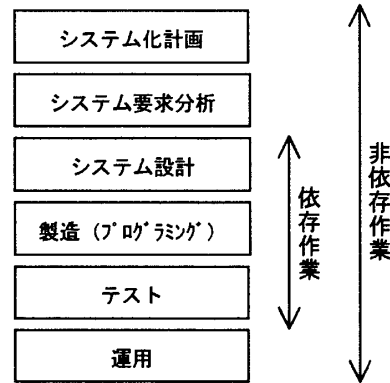 システム化計画
システム要求分析
システム設計
製造（ﾌﾟﾛｸﾞﾗﾐﾝｸﾞ）
テスト
運用
依存作業
非依存作業